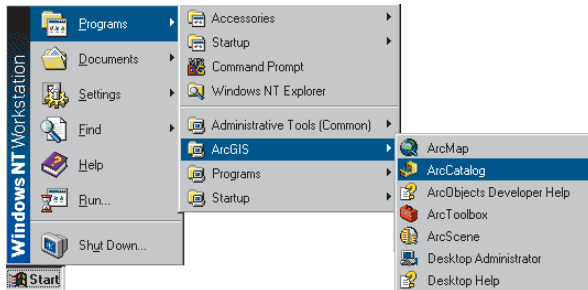 Programs
Documents
Settings
Find
Help
Run...
Shut Down...
Windows NT Workstation
Start
Accessories
Startup
Command Prompt
Windows NT Explorer
Administrative Tools (Common)
ArcGIS
Programs
Startup
ArcMap
ArcCatalog
ArcObjects Developer Help
ArcToolbox
ArcScene
Desktop Administrator
Desktop Help